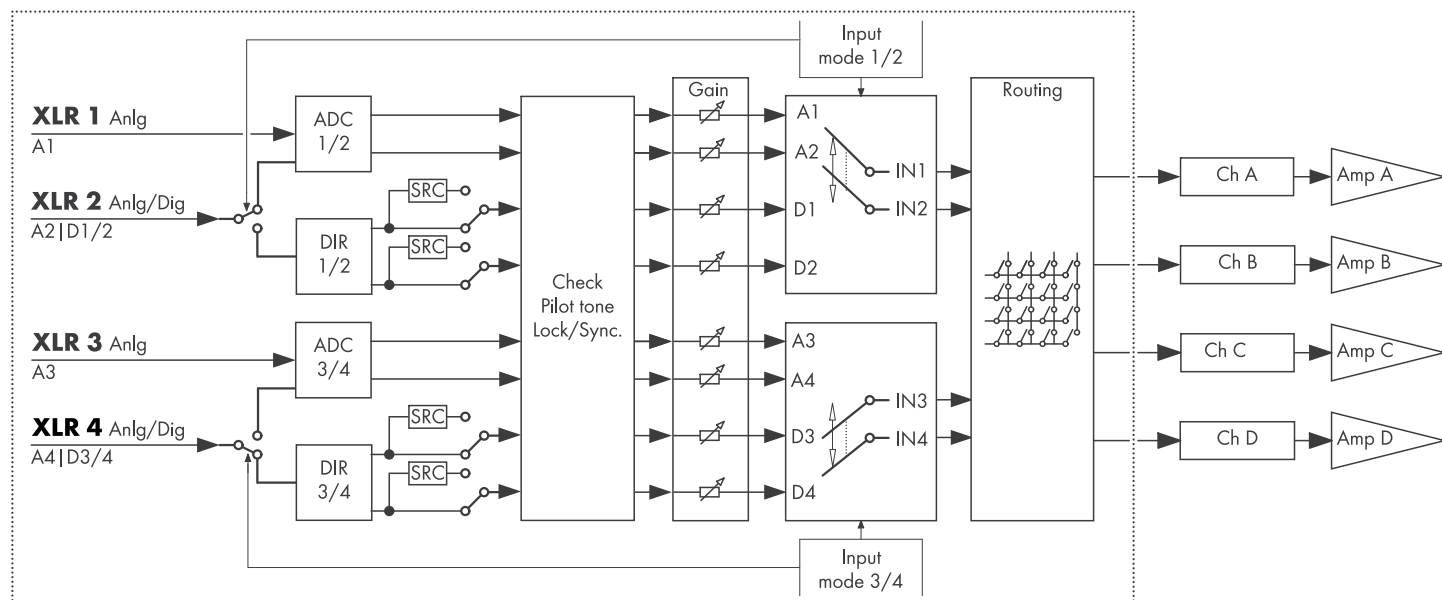 Input
mode 1/2
XLR 1 Anlg
A1
ADC
1/2
Gain
A1
A2
IN1
IN2
D1
D2
Routing
XLR 2 Anlg/Dig
A2|D1/2
SRC
DIR
1/2
SRC
Check
Pilot tone
Lock/Sync.
Ch A
Amp A
Ch B
Amp B
Ch C
Amp C
Ch D
Amp D
XLR 3 Anlg
A3
ADC
3/4
A3
A4
IN3
IN4
D3
D4
XLR 4 Anlg/Dig
A4|D3/4
SRC
DIR
3/4
SRC
Input
mode 3/4